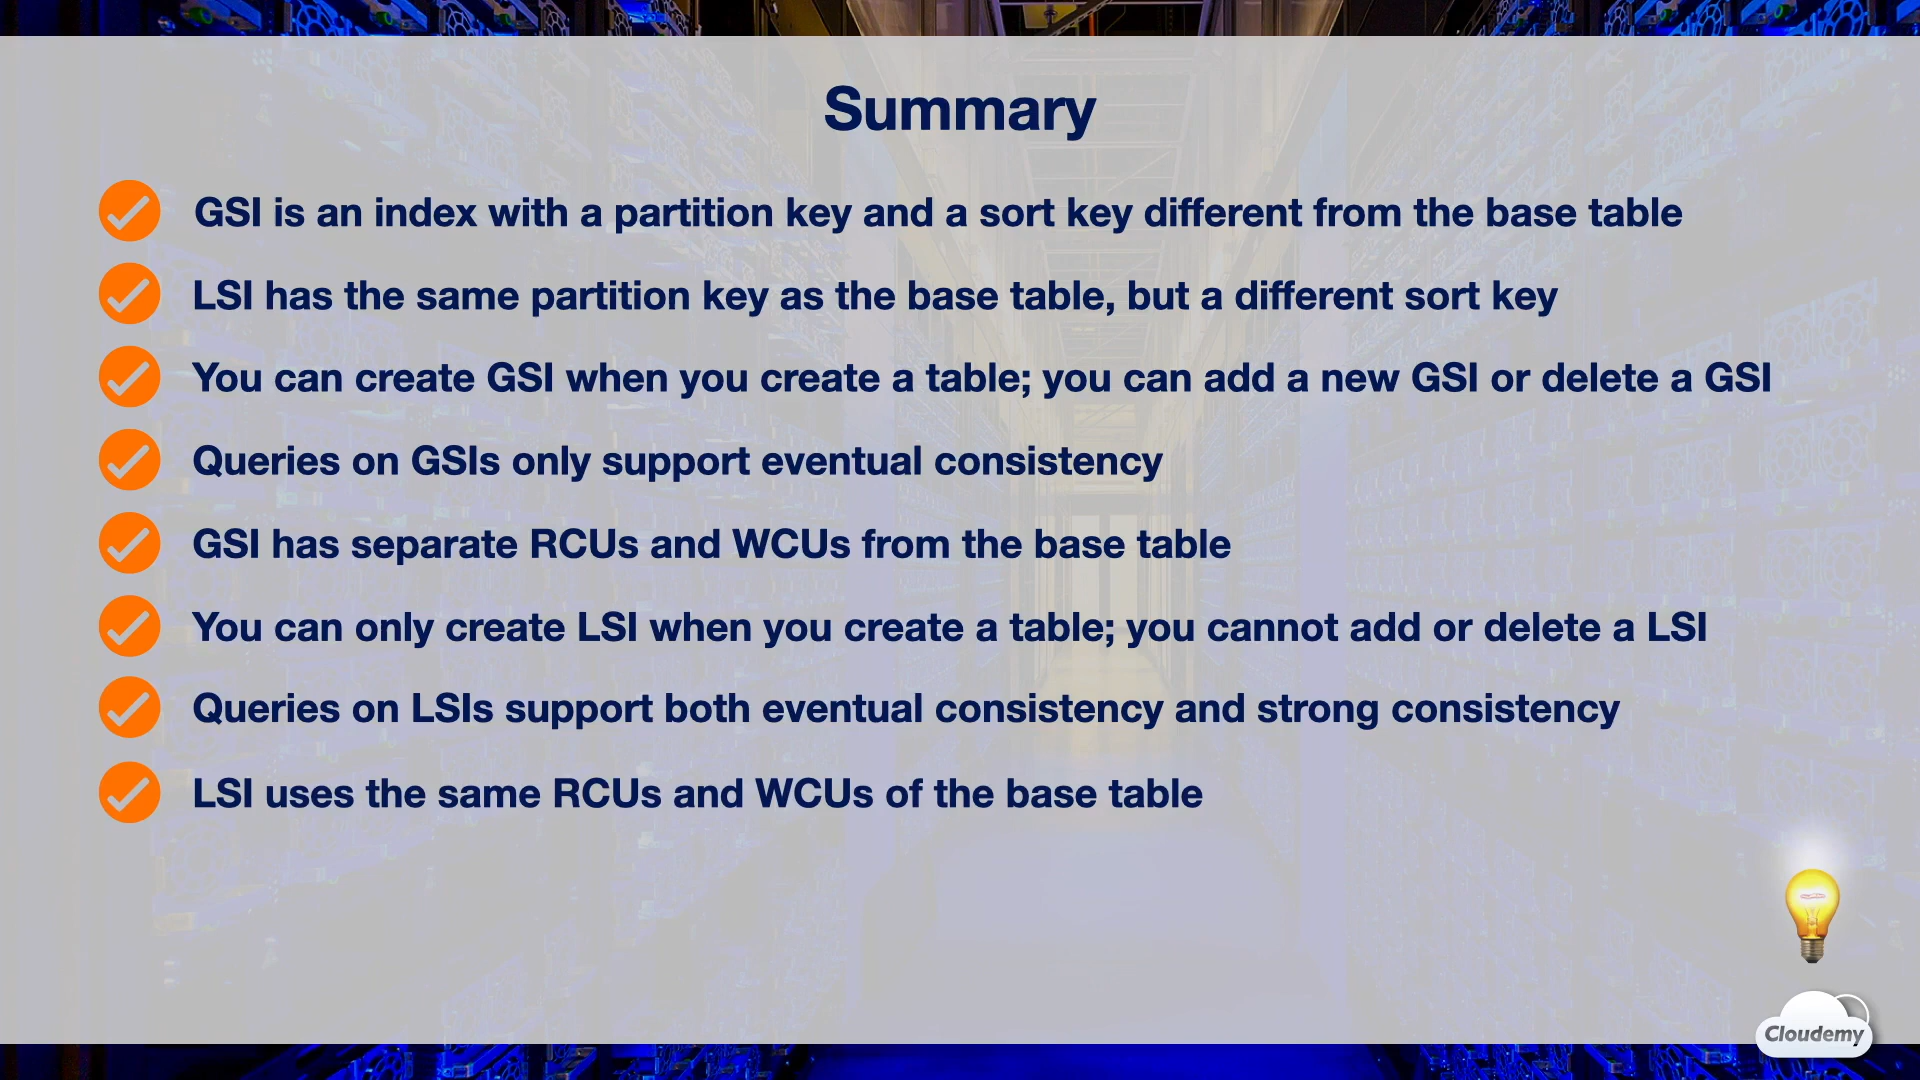 Summary
GSI is an index with a partition key and a sort key different from the base table
LSI has the same partition key as the base table, but a different sort key
You can create GSI when you create a table; you can add a new GSI or delete a GSI
Queries on GSIs only support eventual consistency
GSI has separate RCUs and WCUs from the base table
You can only create LSI when you create a table; you cannot add or delete a LSI
Queries on LSIs support both eventual consistency and strong consistency
LSI uses the same RCUs and WCUs of the base table
Cloudemy